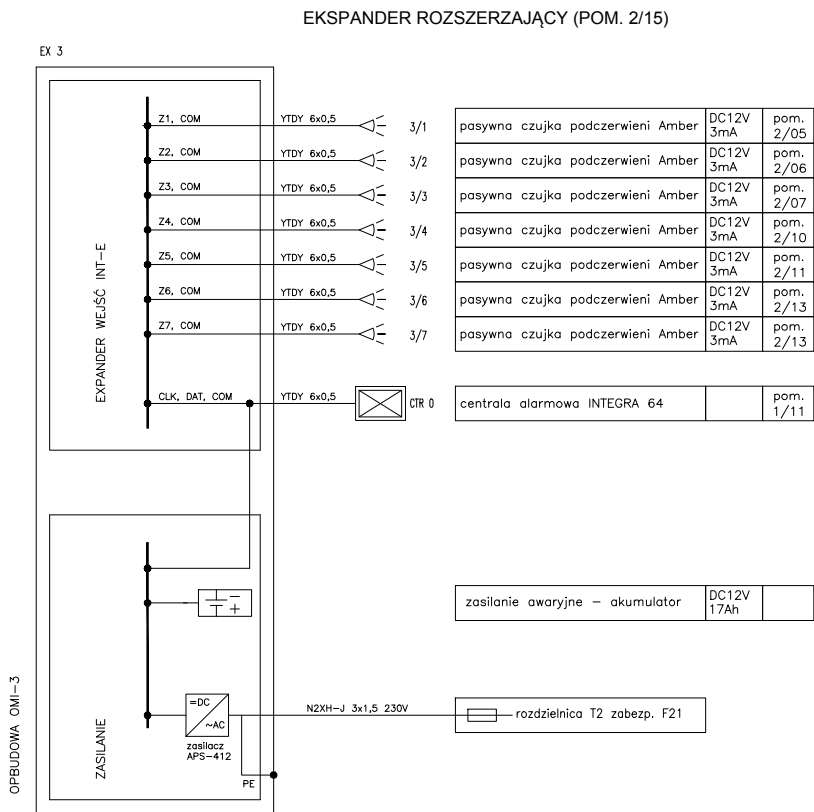 EKSPANDER ROZSZERZAJĄCY (POM. 2/15)
EX 3
EXPANDER WEJŚĆ INT-E
Z1, COM YTDY 6x0,5 3/1 pasywna czujka podczerwieni Amber DC12V 3mA pom. 2/05
Z2, COM YTDY 6x0,5 3/2 pasywna czujka podczerwieni Amber DC12V 3mA pom. 2/06
Z3, COM YTDY 6x0,5 3/3 pasywna czujka podczerwieni Amber DC12V 3mA pom. 2/07
Z4, COM YTDY 6x0,5 3/4 pasywna czujka podczerwieni Amber DC12V 3mA pom. 2/10
Z5, COM YTDY 6x0,5 3/5 pasywna czujka podczerwieni Amber DC12V 3mA pom. 2/11
Z6, COM YTDY 6x0,5 3/6 pasywna czujka podczerwieni Amber DC12V 3mA pom. 2/13
Z7, COM YTDY 6x0,5 3/7 pasywna czujka podczerwieni Amber DC12V 3mA pom. 2/13
CLK, DAT, COM YTDY 6x0,5 CTR 0 centrala alarmowa INTEGRA 64 pom. 1/11
zasilanie awaryjne – akumulator DC12V 17Ah
OPBUDOWA OMI-3
ZASILANIE
=DC
~AC
zasilacz
APS-412
N2XH-J 3x1,5 230V rozdzielnica T2 zabezp. F21
PE